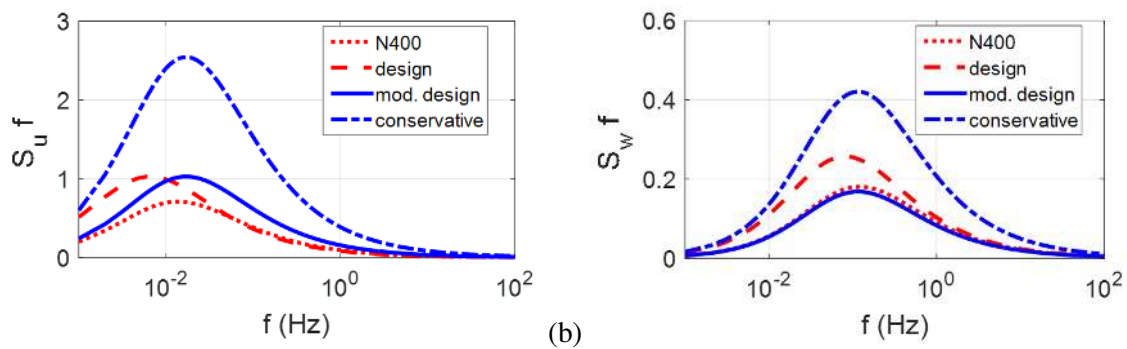 3
2
1
0
S_u f
10^-2
10^0
10^2
f (Hz)
N400
design
mod. design
conservative
(b)
0.6
0.4
0.2
0
S_w f
10^-2
10^0
10^2
f (Hz)
N400
design
mod. design
conservative